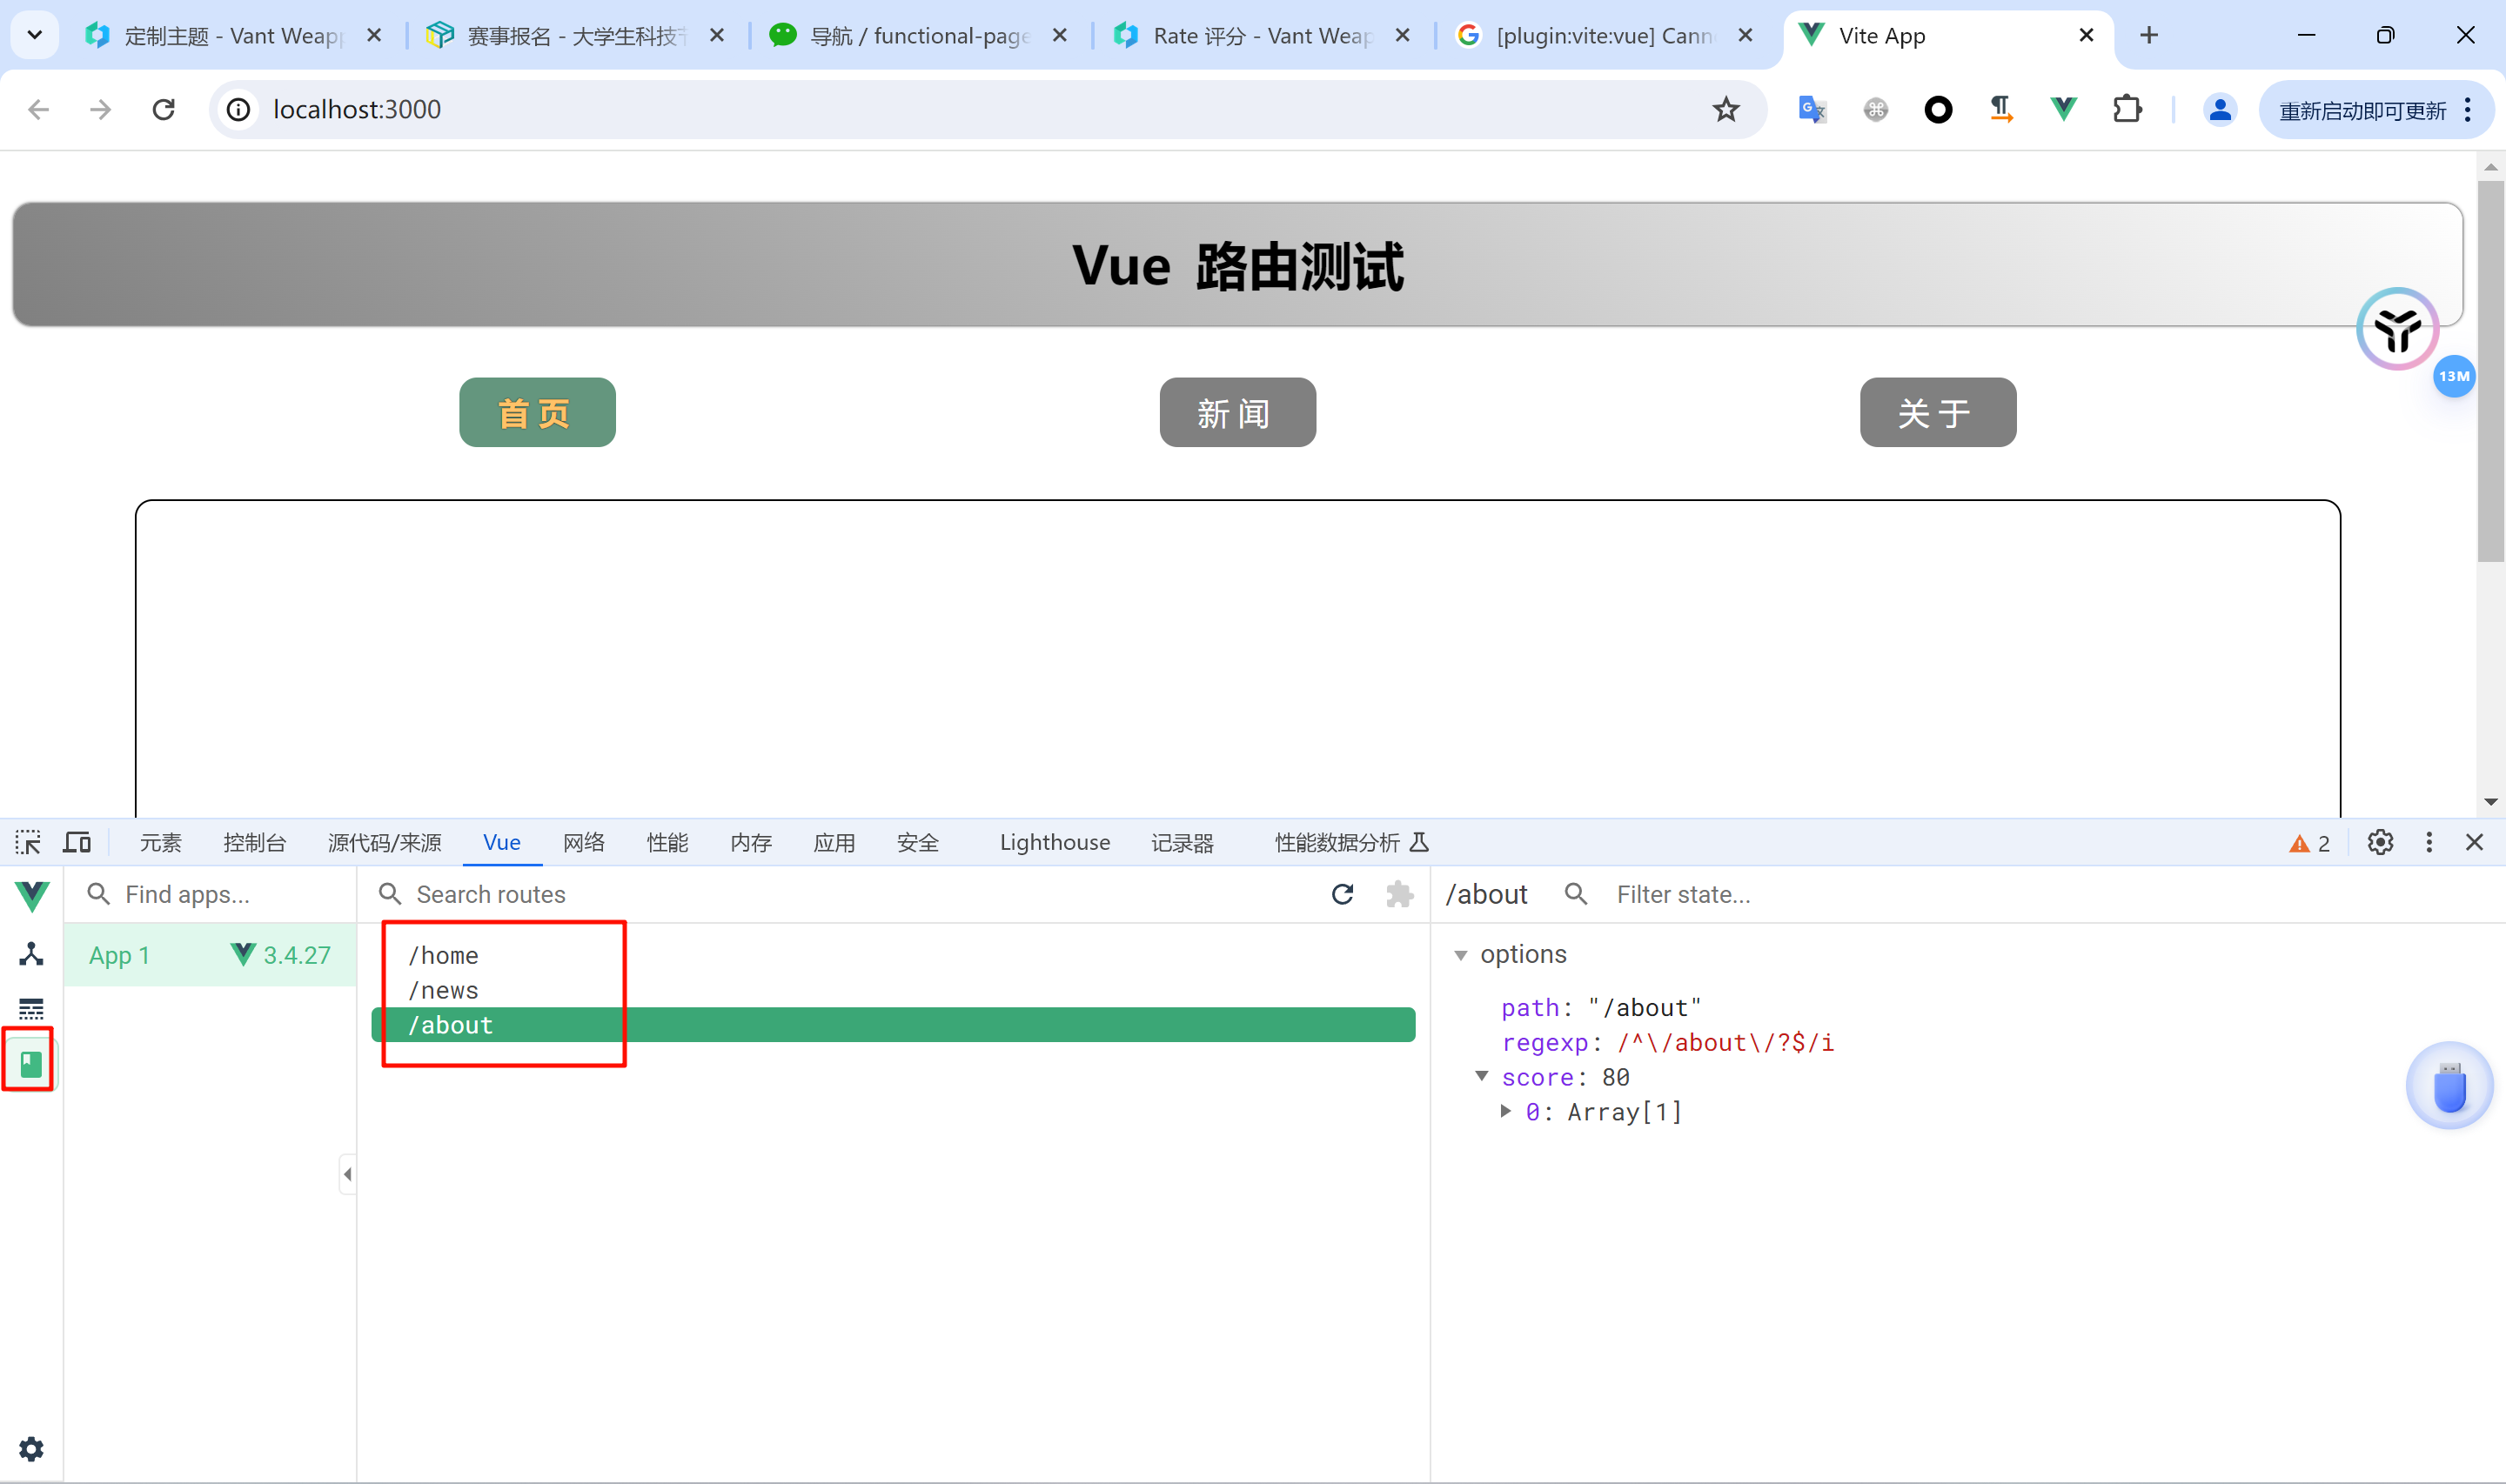 定制主题 - Vant Weapp
赛事报名 - 大学生科技节
导航 / functional-page
Rate 评分 - Vant Weap
[plugin:vite:vue] Cann
Vite App
localhost:3000
重新启动即可更新
Vue 路由测试
13M
首页
新闻
关于
元素
控制台
源代码/来源
Vue
网络
性能
内存
应用
安全
Lighthouse
记录器
性能数据分析
2
Find apps...
Search routes
/about
Filter state...
App 1
3.4.27
/home
/news
/about
options
path: "/about"
regexp: /^\/about\/?$/i
score: 80
0: Array[1]